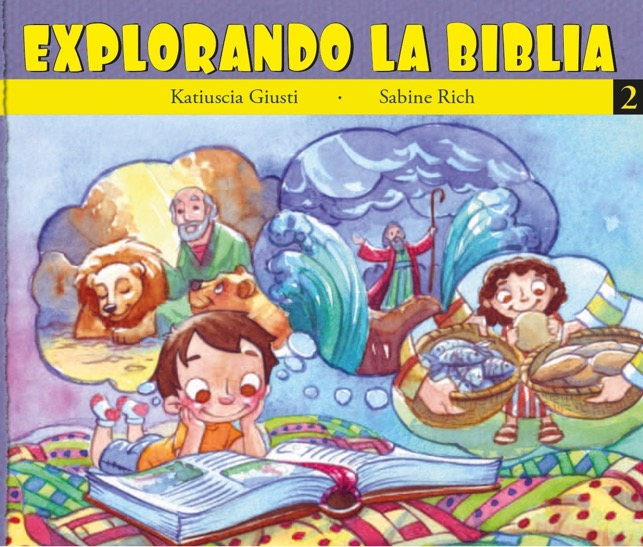 EXPLORANDO LA BIBLIA
Katiuscia Giusti · Sabine Rich
2